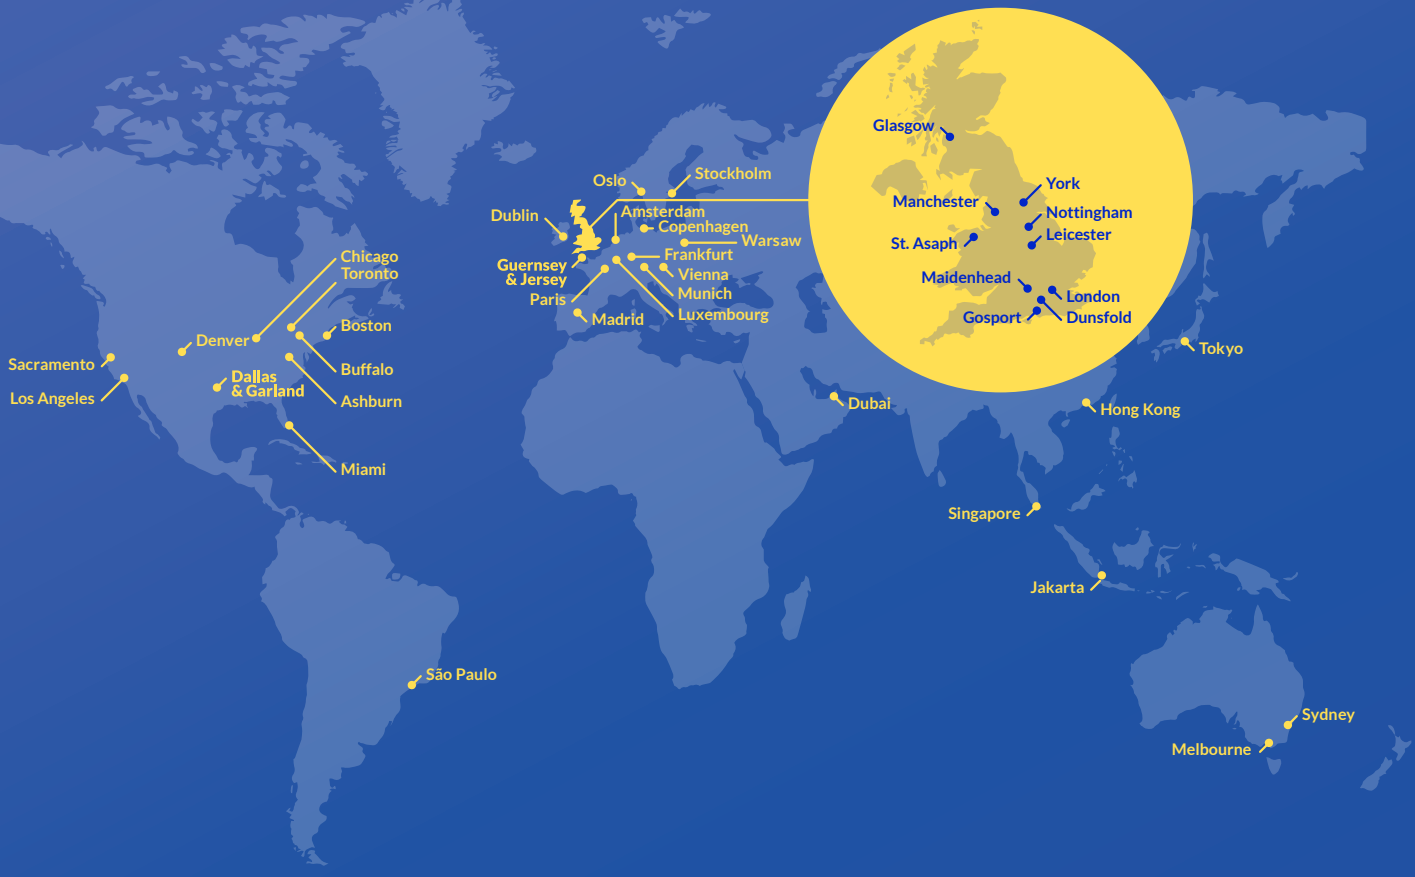 Glasgow
Manchester
York
Nottingham
St. Asaph
Leicester
Maidenhead
London
Gosport
Dunsfold
Oslo
Stockholm
Dublin
Amsterdam
Copenhagen
Warsaw
Guernsey
& Jersey
Frankfurt
Vienna
Paris
Munich
Madrid
Luxembourg
Chicago
Toronto
Boston
Denver
Sacramento
Buffalo
Dallas
& Garland
Los Angeles
Ashburn
Miami
Tokyo
Dubai
Hong Kong
Singapore
Jakarta
São Paulo
Sydney
Melbourne